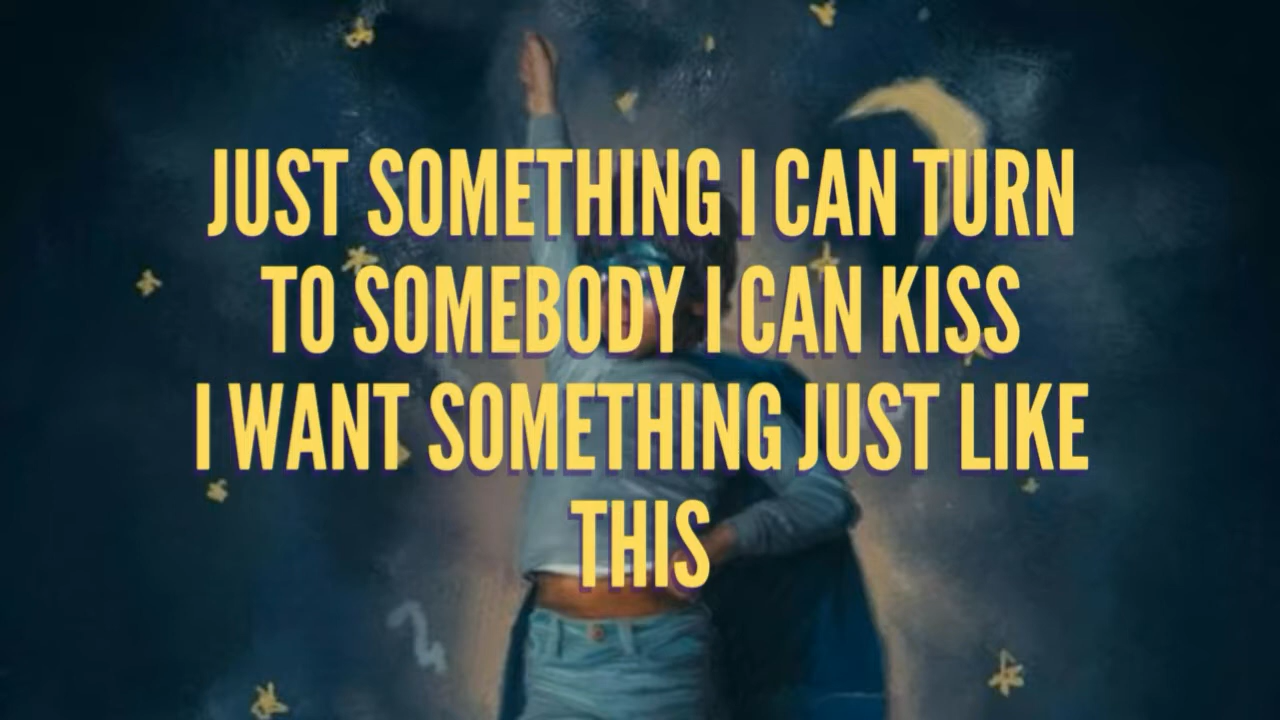 JUST SOMETHING I CAN TURN
TO SOMEBODY I CAN KISS
I WANT SOMETHING JUST LIKE
THIS